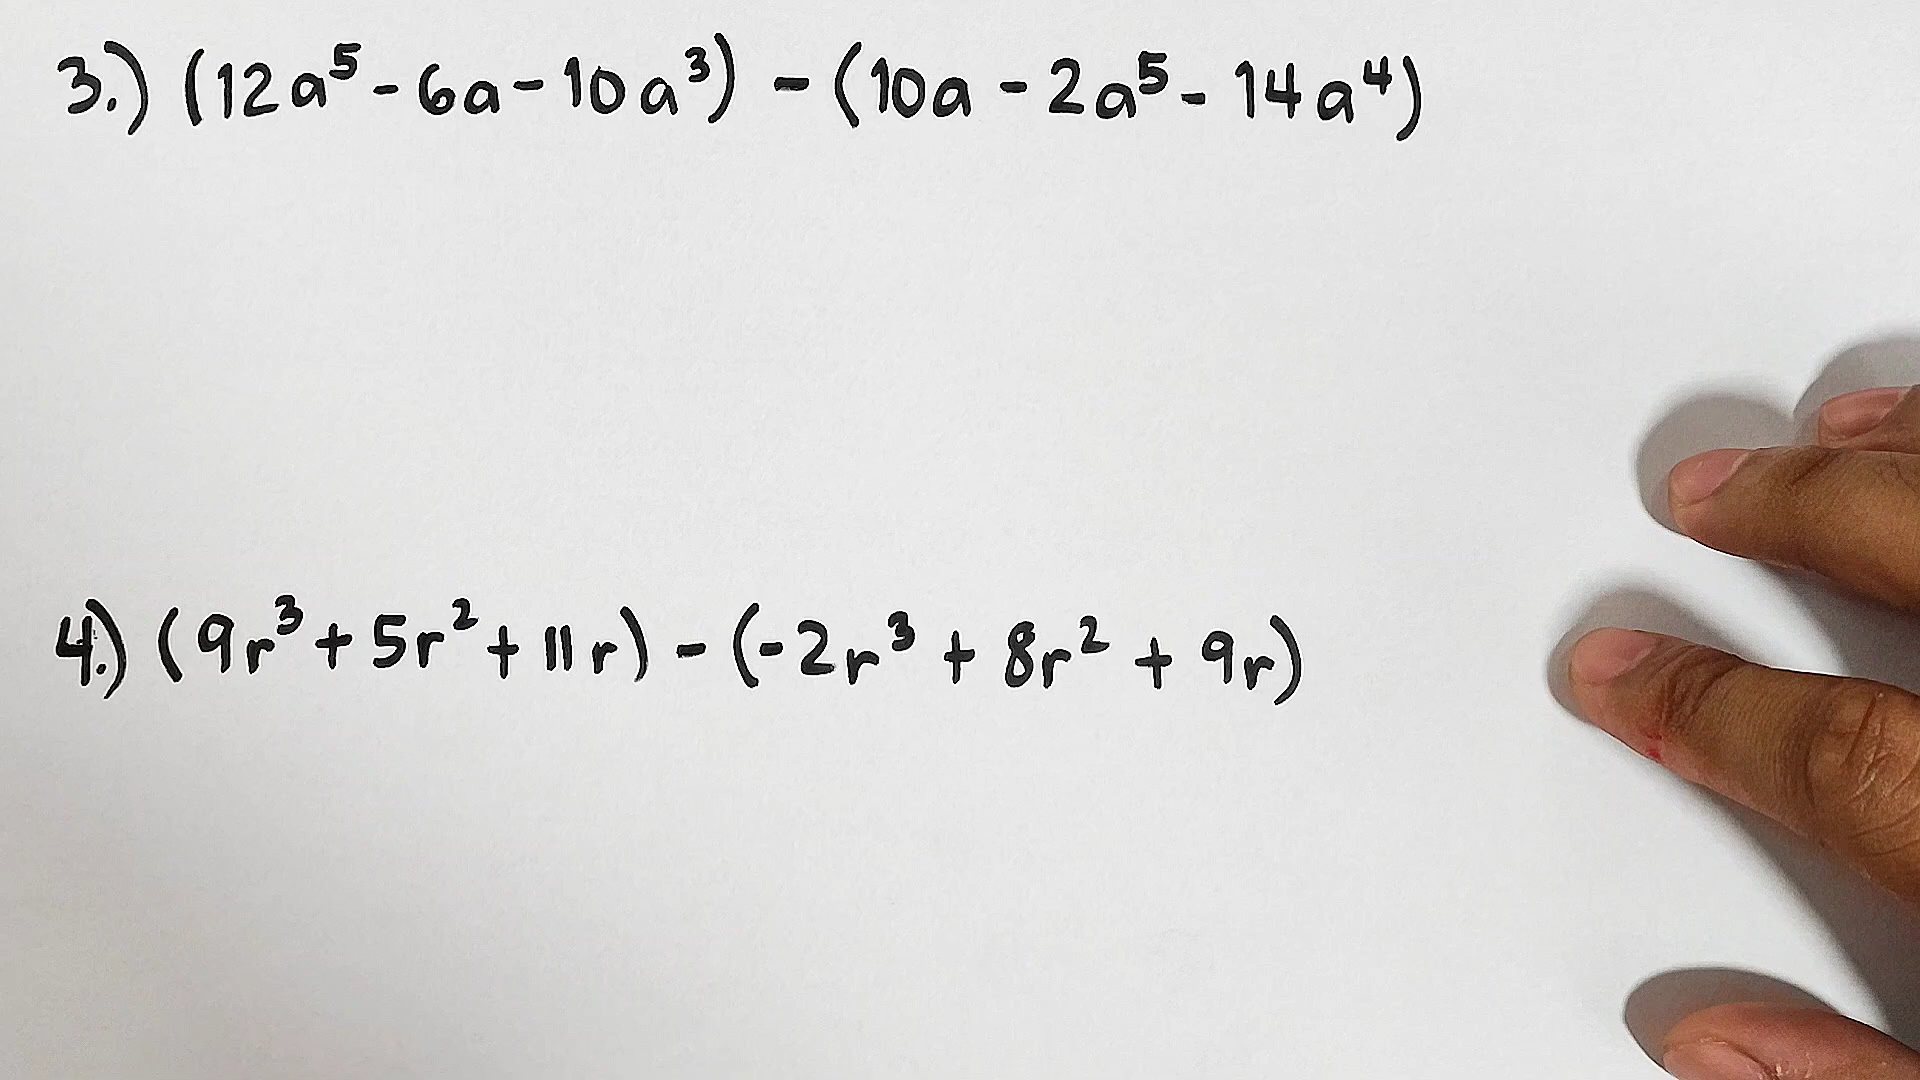 3.) (12a⁵ - 6a - 10a³) - (10a - 2a⁵ - 14a⁴)
4.) (9r³ + 5r² + 11r) - (-2r³ + 8r² + 9r)